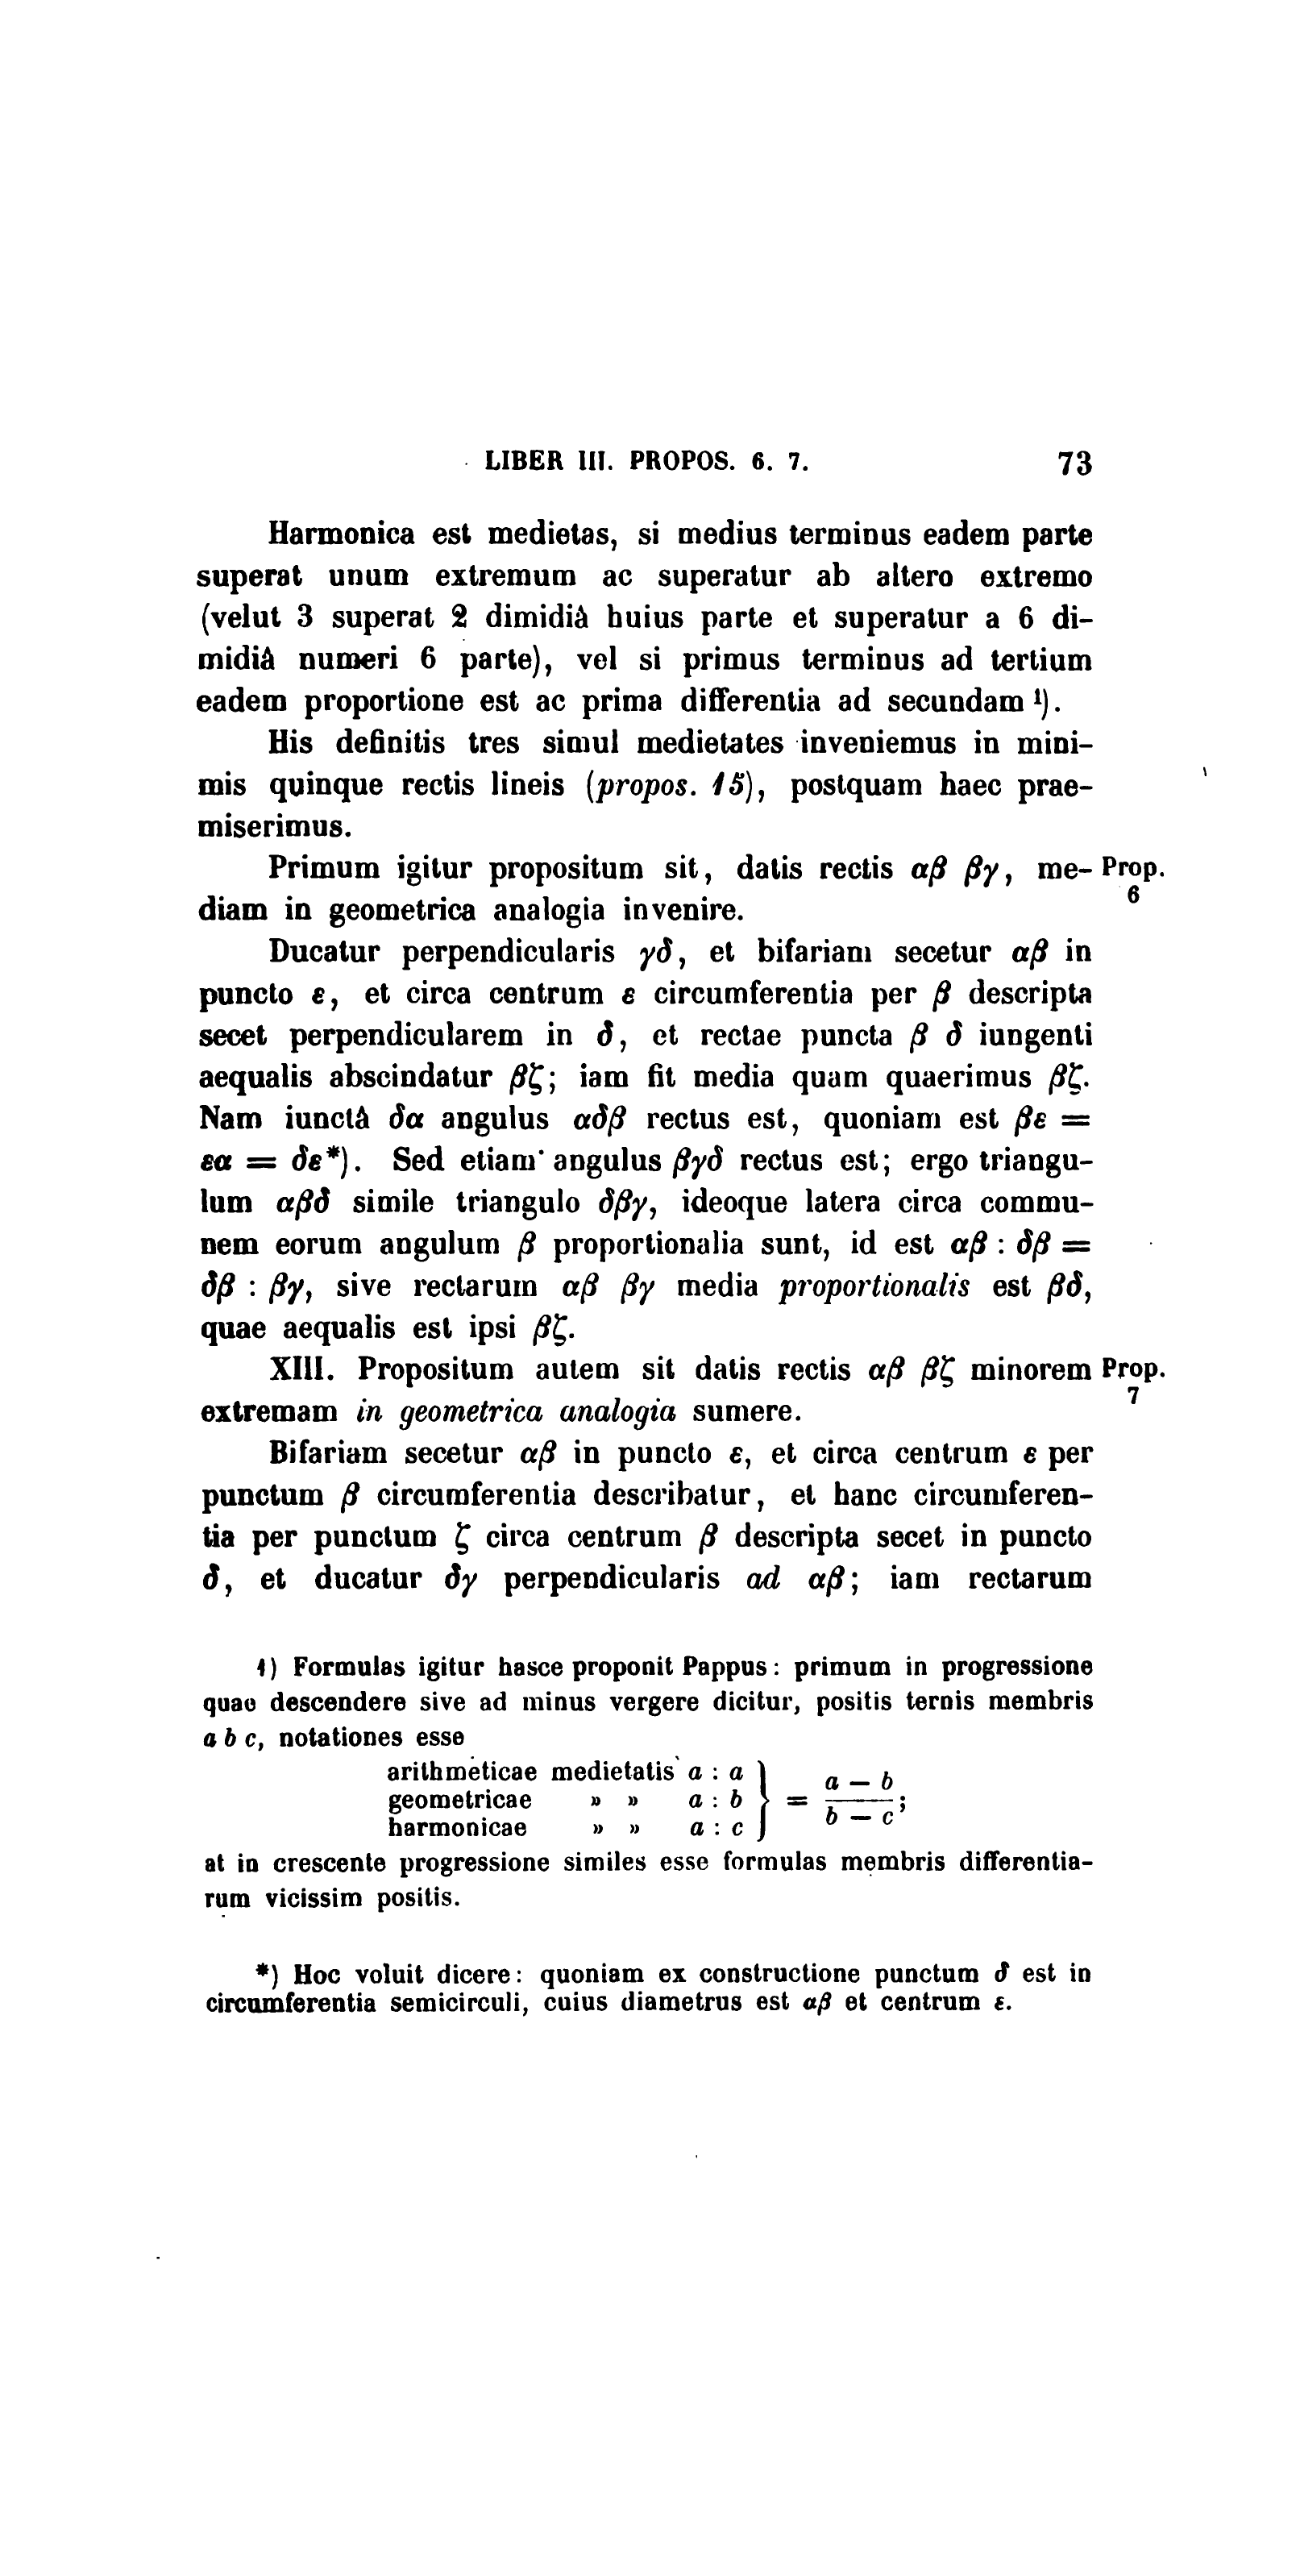 LIBER III. PROPOS. 6. 7. 73
Harmonica est medietas, si medius terminus eadem parte
superat unum extremum ac superatur ab altero extremo
(velut 3 superat 2 dimidiâ huius parte et superatur a 6 di-
midiâ numeri 6 parte), vel si primus terminus ad tertium
eadem proportione est ac prima differentia ad secundam ¹).
His definitis tres simul medietates inveniemus in mini-
mis quinque rectis lineis (propos. 15), postquam haec prae-
miserimus.
Primum igitur propositum sit, datis rectis αβ βγ, me- Prop.
diam in geometrica analogia invenire. 6
Ducatur perpendicularis γδ, et bifariam secetur αβ in
puncto ε, et circa centrum ε circumferentia per β descripta
secet perpendicularem in δ, et rectae puncta β δ iungenti
aequalis abscindatur βζ; iam fit media quam quaerimus βζ.
Nam iunctâ δα angulus αδβ rectus est, quoniam est βε =
εα = δε*). Sed etiam angulus βγδ rectus est; ergo triangu-
lum αβδ simile triangulo δβγ, ideoque latera circa commu-
nem eorum angulum β proportionalia sunt, id est αβ : δβ =
δβ : βγ, sive rectarum αβ βγ media proportionalis est βδ,
quae aequalis est ipsi βζ.
XIII. Propositum autem sit datis rectis αβ βζ minorem Prop.
extremam in geometrica analogia sumere. 7
Bifariam secetur αβ in puncto ε, et circa centrum ε per
punctum β circumferentia describatur, et hanc circumferen-
tia per punctum ζ circa centrum β descripta secet in puncto
δ, et ducatur δγ perpendicularis ad αβ; iam rectarum
1) Formulas igitur hasce proponit Pappus: primum in progressione
quae descendere sive ad minus vergere dicitur, positis ternis membris
a b c, notationes esse
arithmeticae medietatis a : a
geometricae » » a : b } = a − b / b − c;
harmonicae » » a : c
at in crescente progressione similes esse formulas membris differentia-
rum vicissim positis.
*) Hoc voluit dicere: quoniam ex constructione punctum δ est in
circumferentia semicirculi, cuius diametrus est αβ et centrum ε.